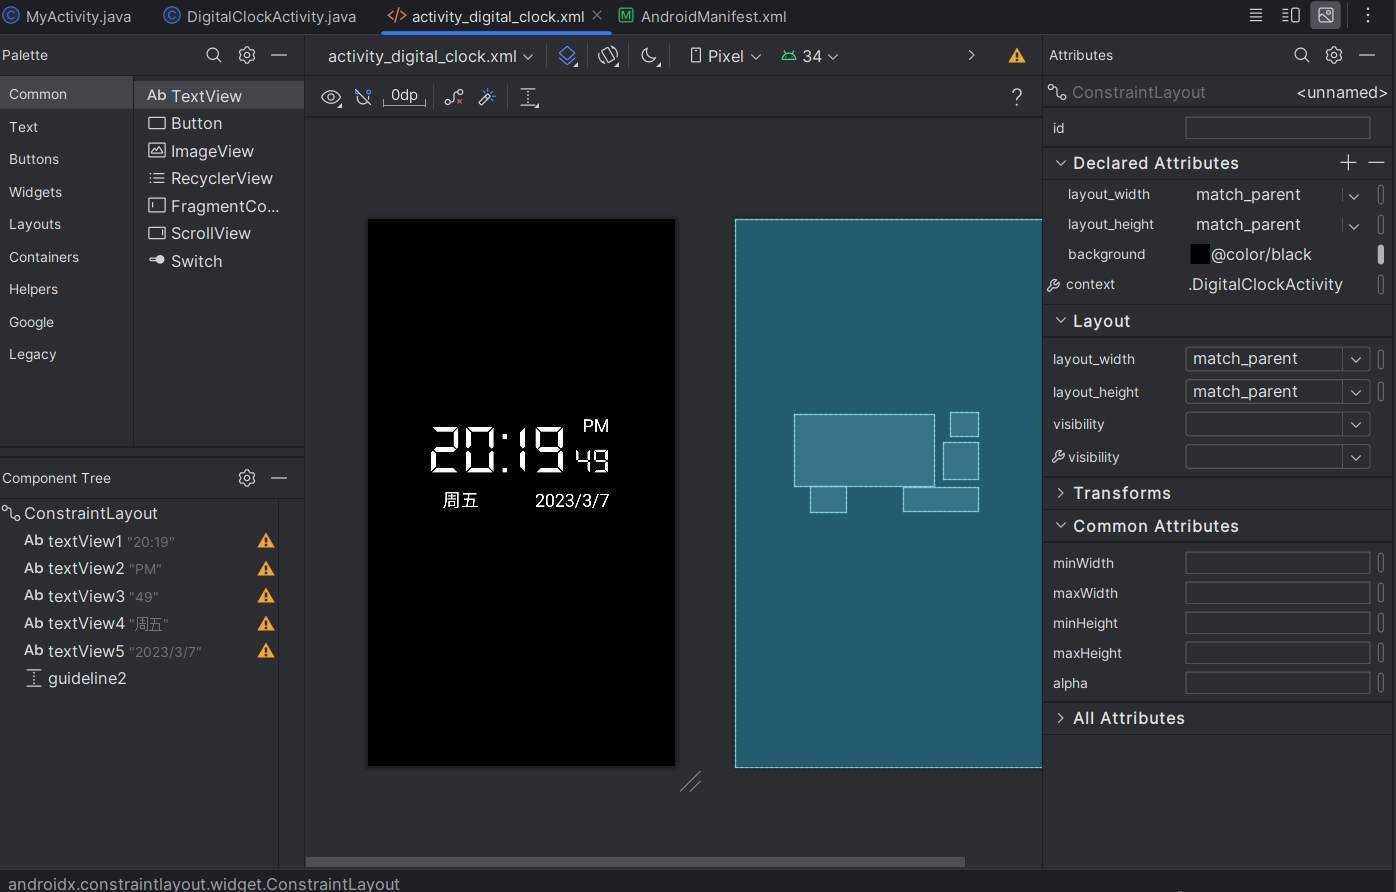 MyActivity.java
DigitalClockActivity.java
</> activity_digital_clock.xml
AndroidManifest.xml
Palette
activity_digital_clock.xml
Pixel
34
Attributes
Common
Text
Buttons
Widgets
Layouts
Containers
Helpers
Google
Legacy
Ab TextView
Button
ImageView
RecyclerView
FragmentCo...
ScrollView
Switch
0dp
?
PM
20:19
49
周五
2023/3/7
Component Tree
ConstraintLayout
Ab textView1 "20:19"
Ab textView2 "PM"
Ab textView3 "49"
Ab textView4 "周五"
Ab textView5 "2023/3/7"
guideline2
ConstraintLayout <unnamed>
id
Declared Attributes
layout_width match_parent
layout_height match_parent
background @color/black
context .DigitalClockActivity
Layout
layout_width match_parent
layout_height match_parent
visibility
visibility
Transforms
Common Attributes
minWidth
maxWidth
minHeight
maxHeight
alpha
All Attributes
androidx.constraintlayout.widget.ConstraintLayout